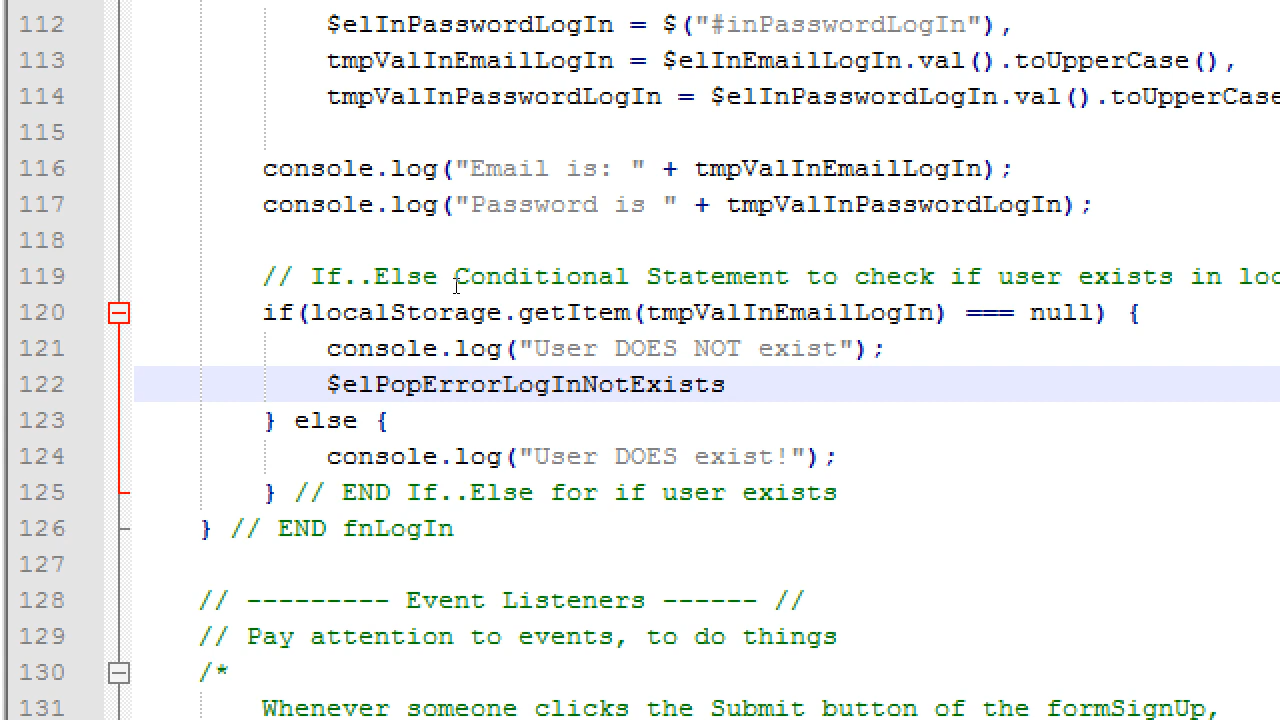 112 $elInPasswordLogIn = $("#inPasswordLogIn"),
113 tmpValInEmailLogIn = $elInEmailLogIn.val().toUpperCase(),
114 tmpValInPasswordLogIn = $elInPasswordLogIn.val().toUpperCase
115
116 console.log("Email is: " + tmpValInEmailLogIn);
117 console.log("Password is " + tmpValInPasswordLogIn);
118
119 // If..Else Conditional Statement to check if user exists in loc
120 if(localStorage.getItem(tmpValInEmailLogIn) === null) {
121 console.log("User DOES NOT exist");
122 $elPopErrorLogInNotExists
123 } else {
124 console.log("User DOES exist!");
125 } // END If..Else for if user exists
126 } // END fnLogIn
127
128 // --------- Event Listeners ------ //
129 // Pay attention to events, to do things
130 /*
131 Whenever someone clicks the Submit button of the formSignUp,